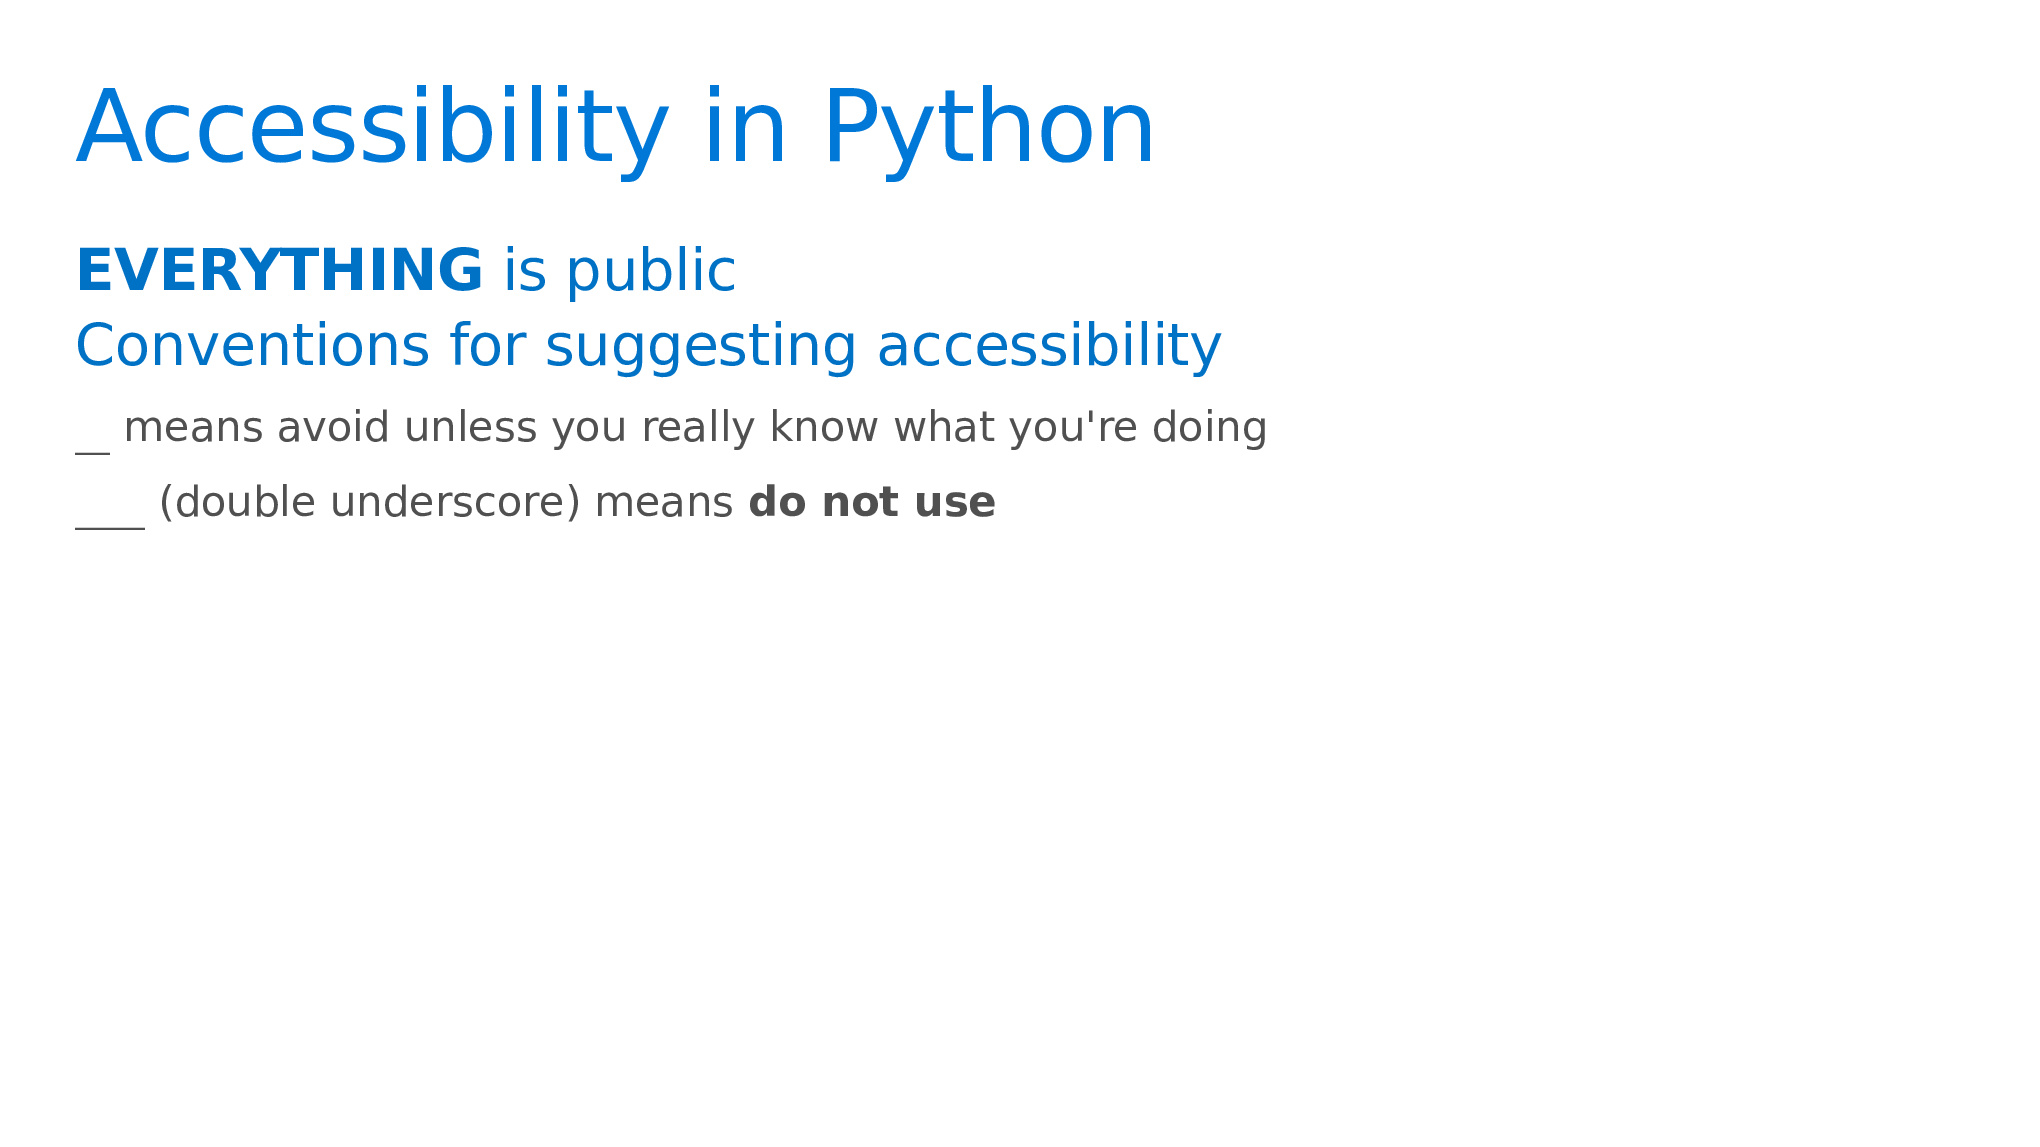 Accessibility in Python
EVERYTHING is public
Conventions for suggesting accessibility
__ means avoid unless you really know what you're doing
____ (double underscore) means do not use